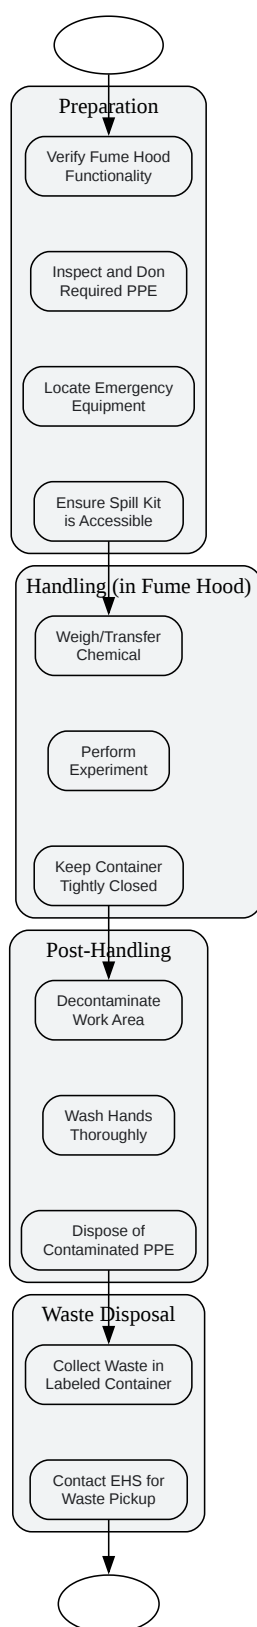 Preparation
Verify Fume Hood
Functionality
Inspect and Don
Required PPE
Locate Emergency
Equipment
Ensure Spill Kit
is Accessible
Handling (in Fume Hood)
Weigh/Transfer
Chemical
Perform
Experiment
Keep Container
Tightly Closed
Post-Handling
Decontaminate
Work Area
Wash Hands
Thoroughly
Dispose of
Contaminated PPE
Waste Disposal
Collect Waste in
Labeled Container
Contact EHS for
Waste Pickup